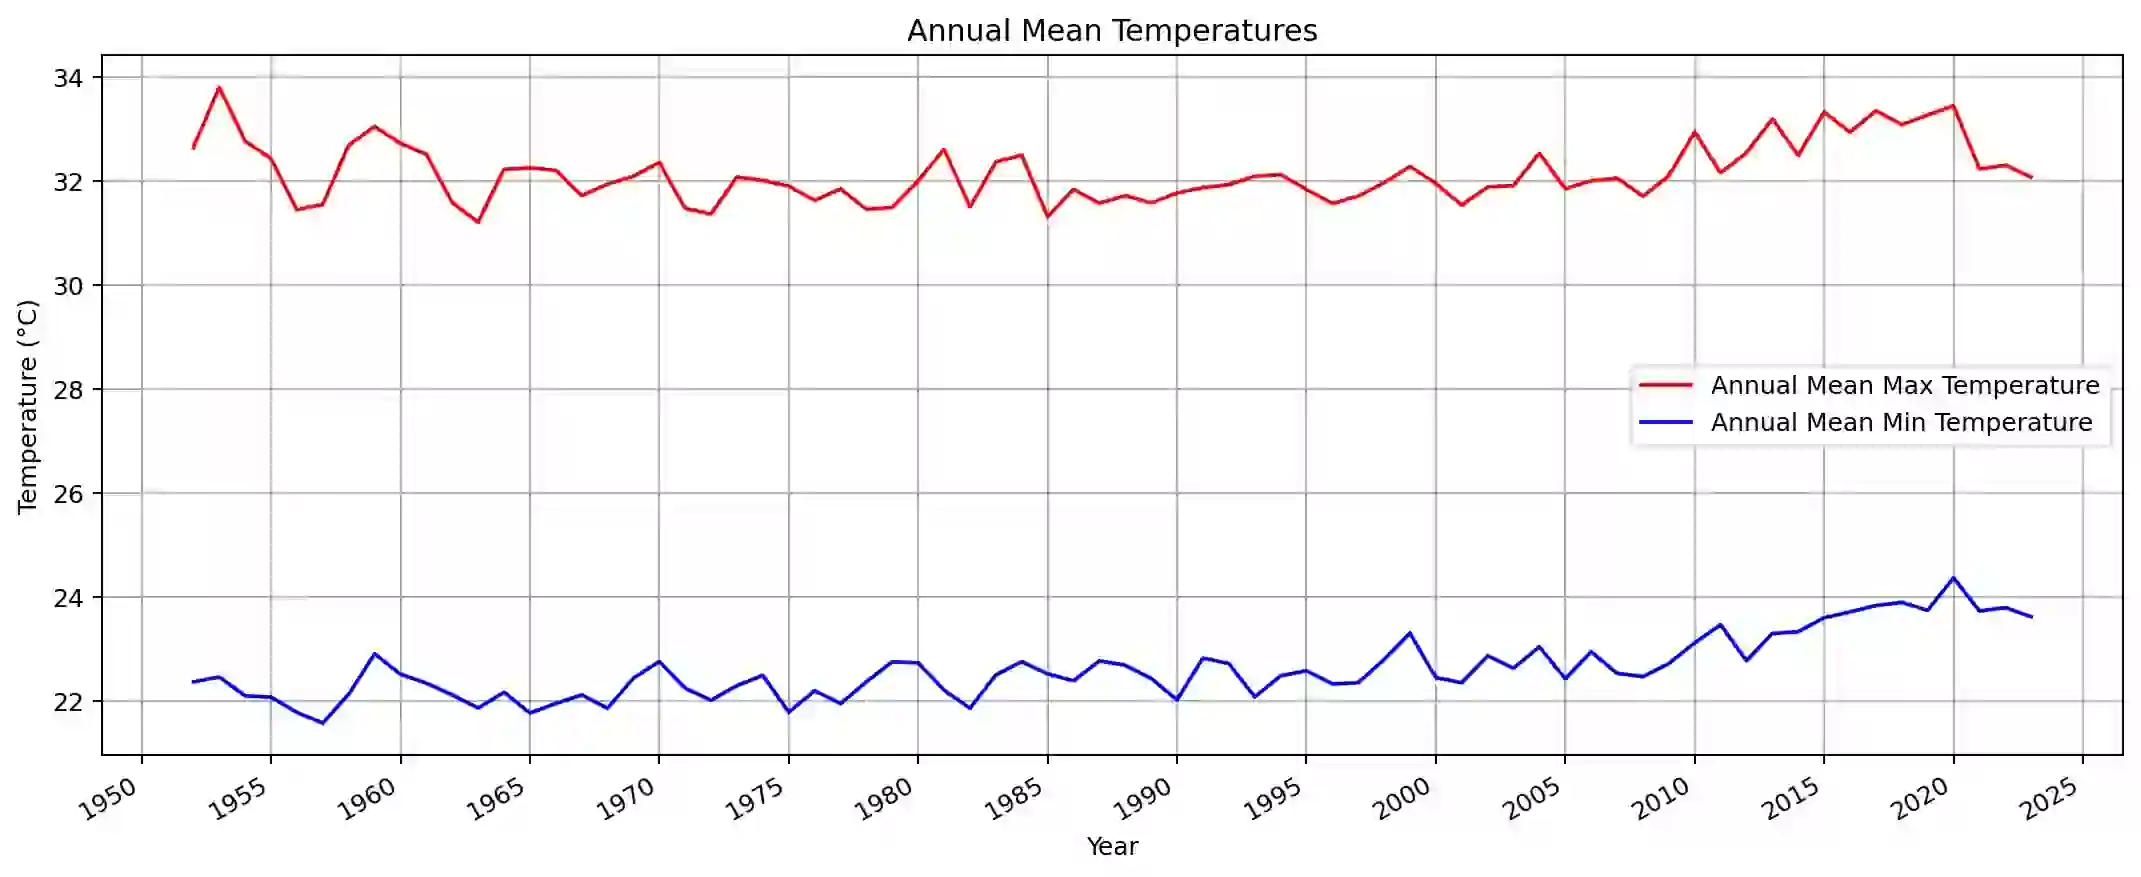 Annual Mean Temperatures
34
32
30
28
26
24
22
Temperature (°C)
Annual Mean Max Temperature
Annual Mean Min Temperature
1950 1955 1960 1965 1970 1975 1980 1985 1990 1995 2000 2005 2010 2015 2020 2025
Year